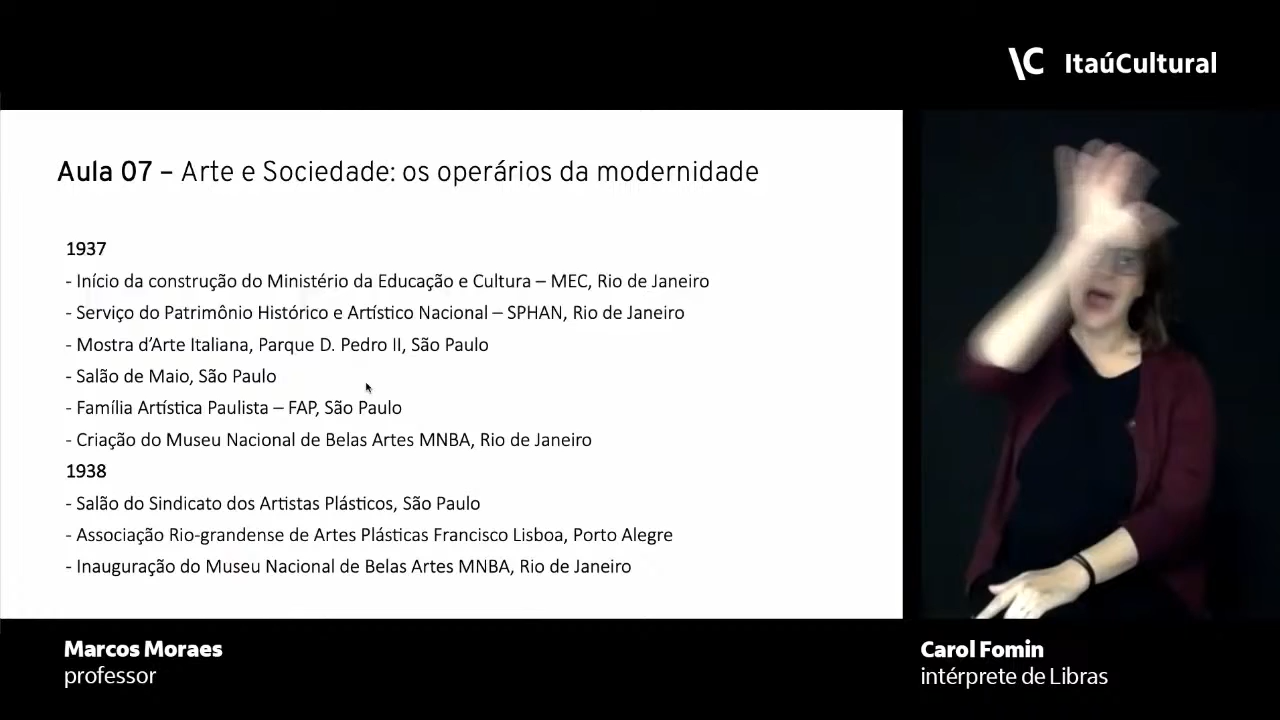 \C ItaúCultural
Aula 07 – Arte e Sociedade: os operários da modernidade
1937
- Início da construção do Ministério da Educação e Cultura – MEC, Rio de Janeiro
- Serviço do Patrimônio Histórico e Artístico Nacional – SPHAN, Rio de Janeiro
- Mostra d’Arte Italiana, Parque D. Pedro II, São Paulo
- Salão de Maio, São Paulo
- Família Artística Paulista – FAP, São Paulo
- Criação do Museu Nacional de Belas Artes MNBA, Rio de Janeiro
1938
- Salão do Sindicato dos Artistas Plásticos, São Paulo
- Associação Rio-grandense de Artes Plásticas Francisco Lisboa, Porto Alegre
- Inauguração do Museu Nacional de Belas Artes MNBA, Rio de Janeiro
Marcos Moraes
professor
Carol Fomin
intérprete de Libras